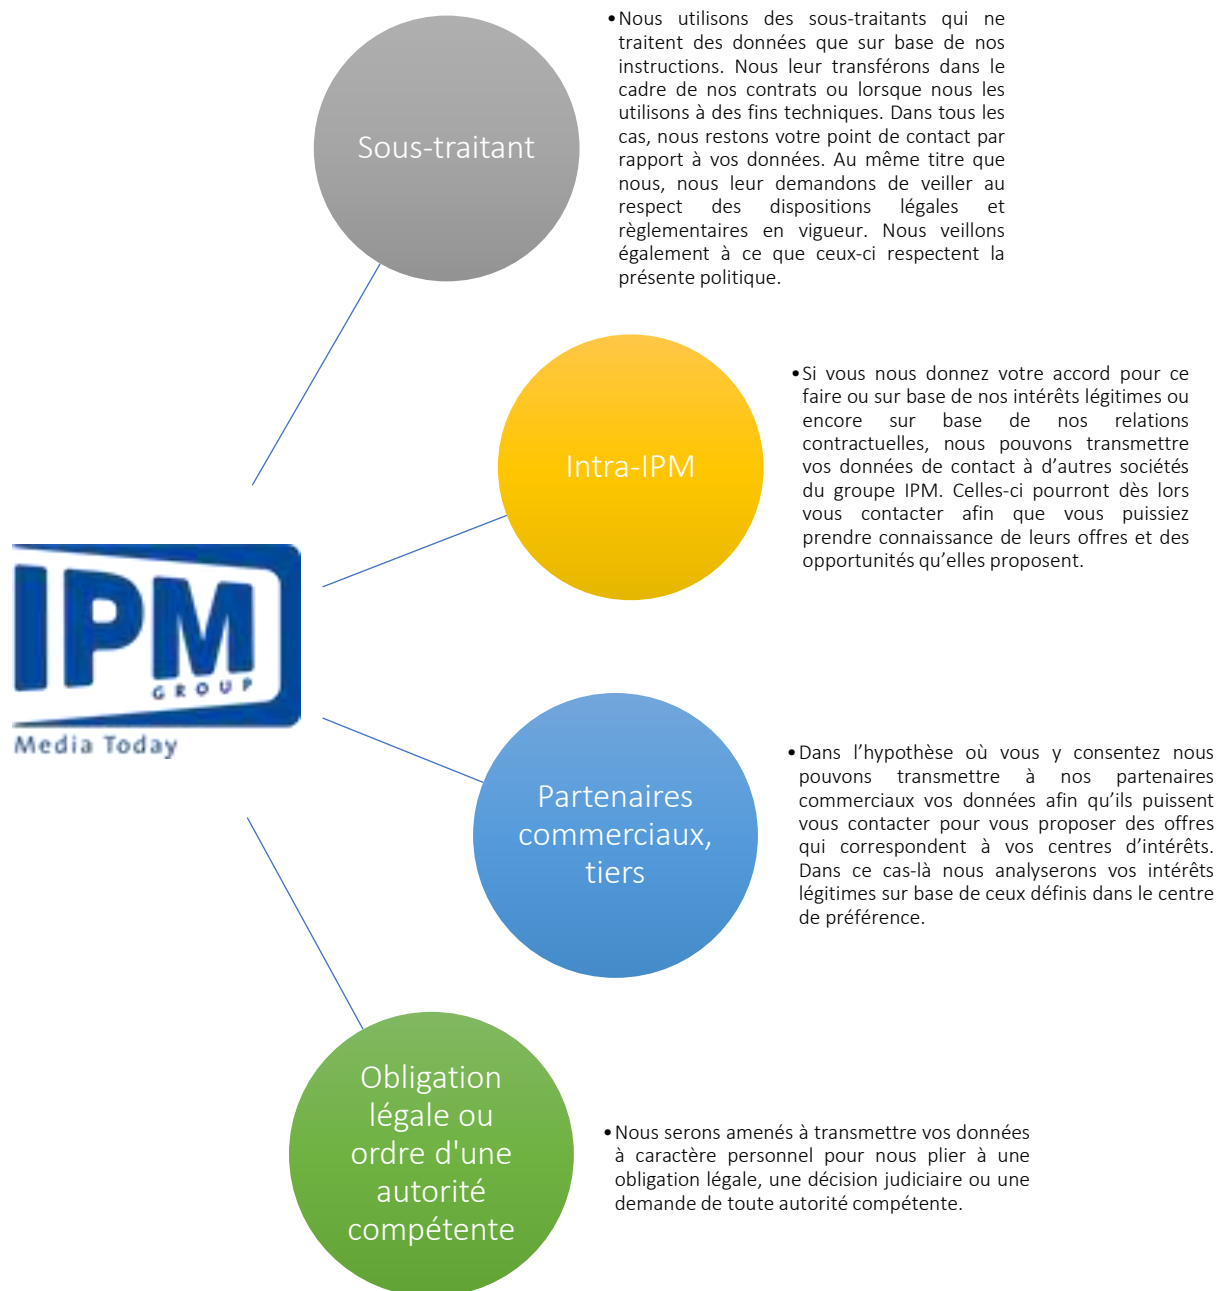 Sous-traitant
•Nous utilisons des sous-traitants qui ne
traitent des données que sur base de nos
instructions. Nous leur transférons dans le
cadre de nos contrats ou lorsque nous les
utilisons à des fins techniques. Dans tous les
cas, nous restons votre point de contact par
rapport à vos données. Au même titre que
nous, nous leur demandons de veiller au
respect des dispositions légales et
règlementaires en vigueur. Nous veillons
également à ce que ceux-ci respectent la
présente politique.
Intra-IPM
•Si vous nous donnez votre accord pour ce
faire ou sur base de nos intérêts légitimes ou
encore sur base de nos relations
contractuelles, nous pouvons transmettre
vos données de contact à d’autres sociétés
du groupe IPM. Celles-ci pourront dès lors
vous contacter afin que vous puissiez
prendre connaissance de leurs offres et des
opportunités qu’elles proposent.
IPM
GROUP
Media Today
Partenaires
commerciaux,
tiers
•Dans l’hypothèse où vous y consentez nous
pouvons transmettre à nos partenaires
commerciaux vos données afin qu’ils puissent
vous contacter pour vous proposer des offres
qui correspondent à vos centres d’intérêts.
Dans ce cas-là nous analyserons vos intérêts
légitimes sur base de ceux définis dans le centre
de préférence.
Obligation
légale ou
ordre d'une
autorité
compétente
•Nous serons amenés à transmettre vos données
à caractère personnel pour nous plier à une
obligation légale, une décision judiciaire ou une
demande de toute autorité compétente.